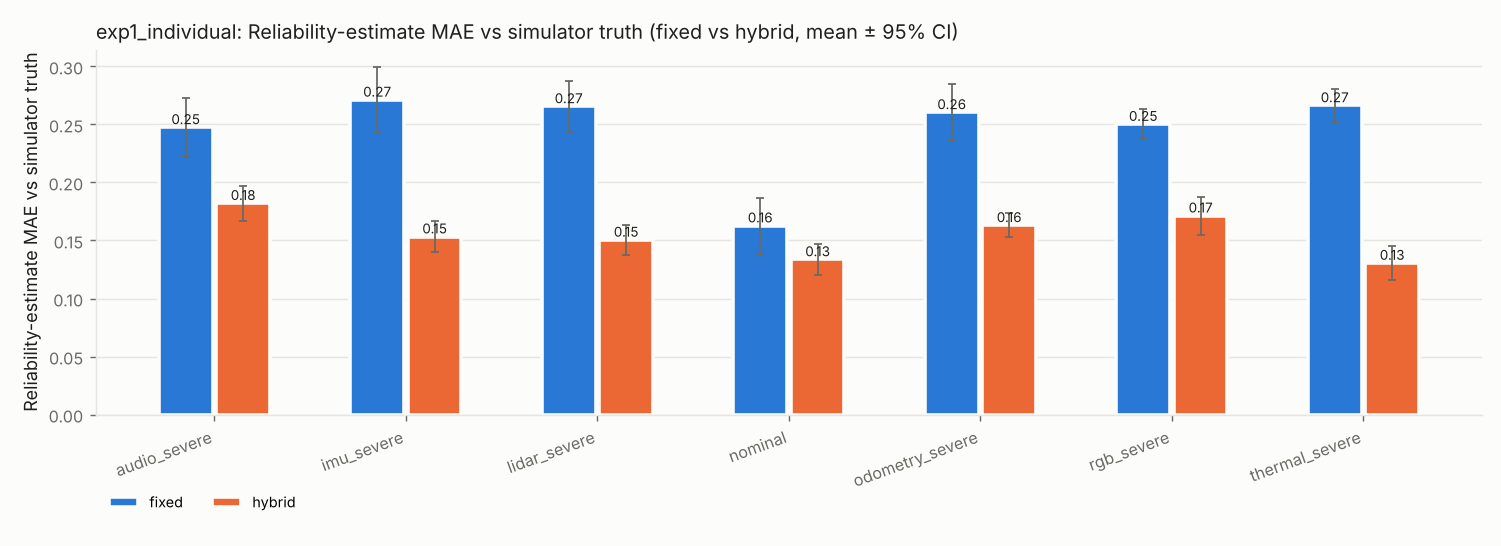 exp1_individual: Reliability-estimate MAE vs simulator truth (fixed vs hybrid, mean ± 95% CI)
Reliability-estimate MAE vs simulator truth
0.30
0.25
0.20
0.15
0.10
0.05
0.00
0.25
0.18
0.27
0.15
0.27
0.15
0.16
0.13
0.26
0.16
0.25
0.17
0.27
0.13
audio_severe
imu_severe
lidar_severe
nominal
odometry_severe
rgb_severe
thermal_severe
fixed
hybrid